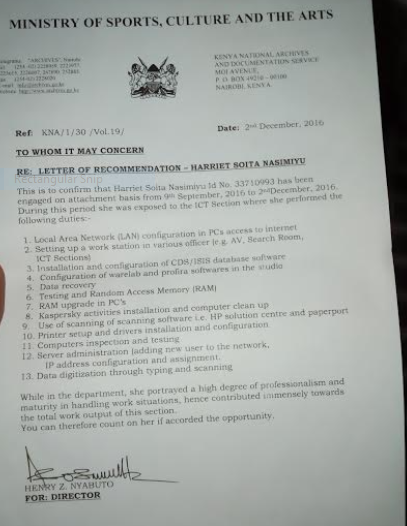 MINISTRY OF SPORTS, CULTURE AND THE ARTS
"ARCHIVES", Nairobi
KENYA NATIONAL ARCHIVES
AND DOCUMENTATION SERVICE
MOI AVENUE,
P. O. BOX 49210 - 00100
NAIROBI, KENYA
Ref: KNA/1/30 /Vol.19/
Date: 2nd December, 2016
TO WHOM IT MAY CONCERN
RE: LETTER OF RECOMMENDATION – HARRIET SOITA NASIMIYU
Rectangular Snip
This is to confirm that Harriet Soita Nasimiyu Id No. 33710993 has been
engaged on attachment basis from 9th September, 2016 to 2ndDecember, 2016.
During this period she was exposed to the ICT Section where she performed the
following duties:-
1. Local Area Network (LAN) configuration in PCs access to internet
2. Setting up a work station in various officer (e.g. AV, Search Room,
ICT Sections)
3. Installation and configuration of CDS/ISIS database software
4. Configuration of warelab and profira softwares in the studio
5. Data recovery
6. Testing and Random Access Memory (RAM)
7. RAM upgrade in PC's
8. Kaspersky activities installation and computer clean up
9. Use of scanning of scanning software i.e. HP solution centre and paperport
10. Printer setup and drivers installation and configuration
11. Computers inspection and testing
12. Server administration (adding new user to the network,
IP address configuration and assignment.
13. Data digitization through typing and scanning
While in the department, she portrayed a high degree of professionalism and
maturity in handling work situations, hence contributed immensely towards
the total work output of this section.
You can therefore count on her if accorded the opportunity.
HENRY Z. NYABUTO
FOR: DIRECTOR